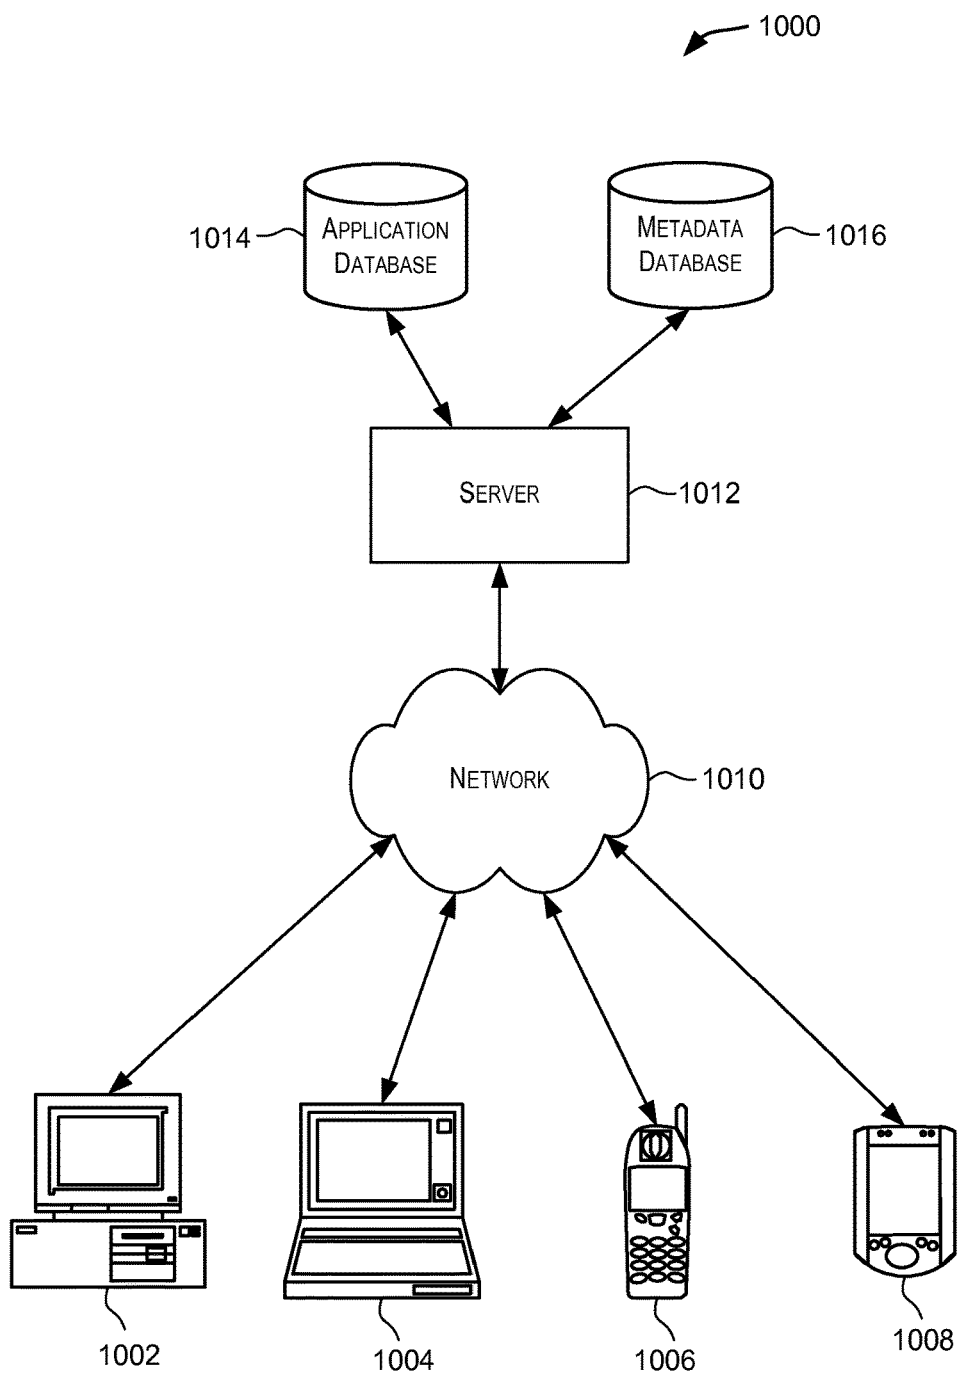 1000
1014
APPLICATION
DATABASE
METADATA
DATABASE
1016
SERVER
1012
NETWORK
1010
1002
1004
1006
1008